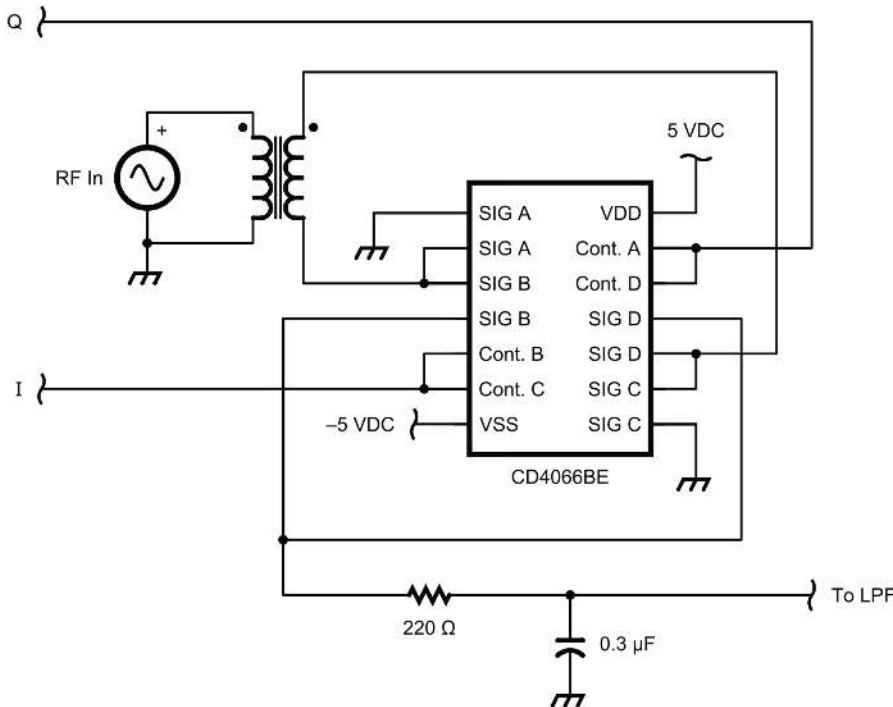 Q
5 VDC
+
RF In
SIG A
VDD
SIG A
Cont. A
SIG B
Cont. D
SIG B
SIG D
Cont. B
SIG D
I
Cont. C
SIG C
–5 VDC
VSS
SIG C
CD4066BE
To LPF
220 Ω
0.3 µF